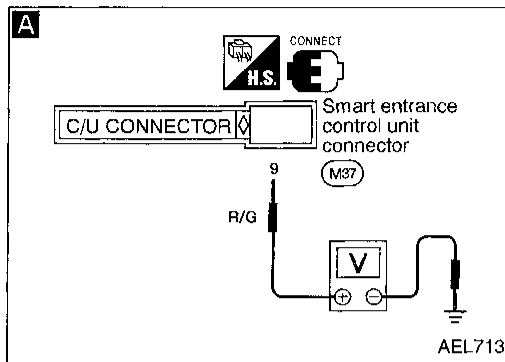 A
CONNECT
H.S.
C/U CONNECTOR
Smart entrance
control unit
connector
M37
9
R/G
V
+ −
AEL713